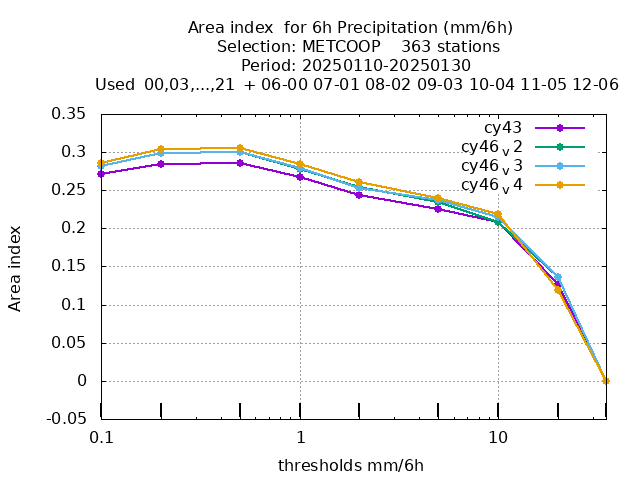 Area index  for 6h Precipitation (mm/6h)
Selection: METCOOP    363 stations
Period: 20250110-20250130
Used  00,03,...,21  + 06-00 07-01 08-02 09-03 10-04 11-05 12-06
0.35
0.3
0.25
0.2
0.15
0.1
0.05
0
-0.05
Area index
cy43
cy46v2
cy46v3
cy46v4
0.1
1
10
thresholds mm/6h